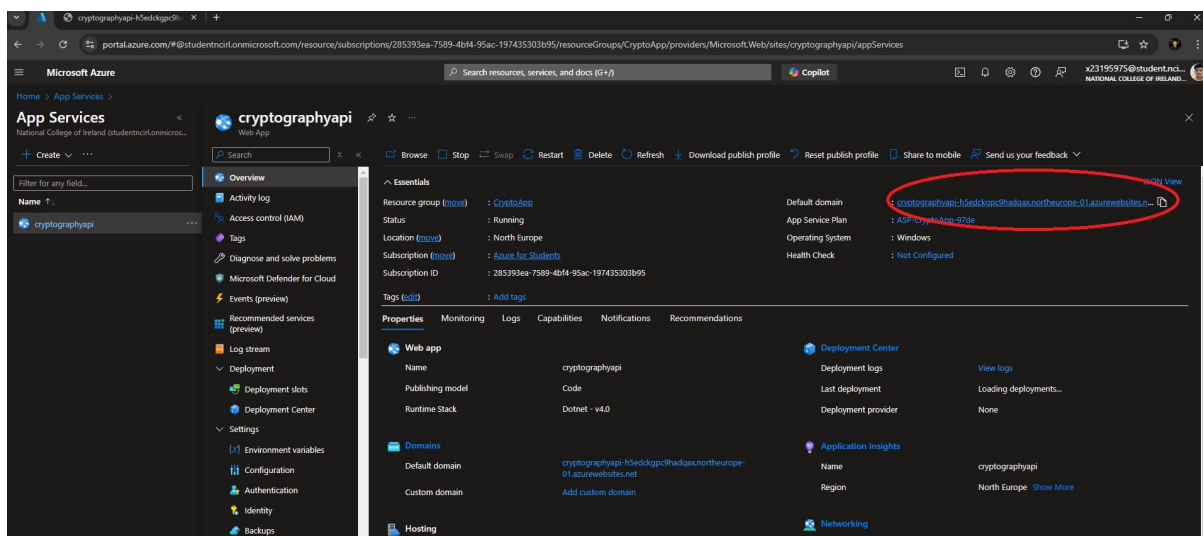 cryptographyapi-h5edckgpc9h
portal.azure.com/#@studentncirl.onmicrosoft.com/resource/subscriptions/285393ea-7589-4bf4-95ac-197435303b95/resourceGroups/CryptoApp/providers/Microsoft.Web/sites/cryptographyapi/appServices
Microsoft Azure
Search resources, services, and docs (G+/)
Copilot
x23195975@student.nci...
NATIONAL COLLEGE OF IRELAND...
Home > App Services >
App Services
National College of Ireland (studentncirl.onmicros...
+ Create ...
Filter for any field...
Name ↑↓
cryptographyapi ...
cryptographyapi ...
Web App
Search
Overview
Activity log
Access control (IAM)
Tags
Diagnose and solve problems
Microsoft Defender for Cloud
Events (preview)
Recommended services
(preview)
Log stream
Deployment
Deployment slots
Deployment Center
Settings
Environment variables
Configuration
Authentication
Identity
Backups
Browse Stop Swap Restart Delete Refresh Download publish profile Reset publish profile Share to mobile Send us your feedback
Essentials
JSON View
Resource group (move) : CryptoApp
Status : Running
Location (move) : North Europe
Subscription (move) : Azure for Students
Subscription ID : 285393ea-7589-4bf4-95ac-197435303b95
Tags (edit) : Add tags
Default domain : cryptographyapi-h5edckgpc9hadqax.northeurope-01.azurewebsites.n...
App Service Plan : ASP-CryptoApp-97de
Operating System : Windows
Health Check : Not Configured
Properties Monitoring Logs Capabilities Notifications Recommendations
Web app
Name cryptographyapi
Publishing model Code
Runtime Stack Dotnet - v4.0
Domains
Default domain cryptographyapi-h5edckgpc9hadqax.northeurope-
01.azurewebsites.net
Custom domain Add custom domain
Hosting
Deployment Center
Deployment logs View logs
Last deployment Loading deployments...
Deployment provider None
Application Insights
Name cryptographyapi
Region North Europe Show More
Networking